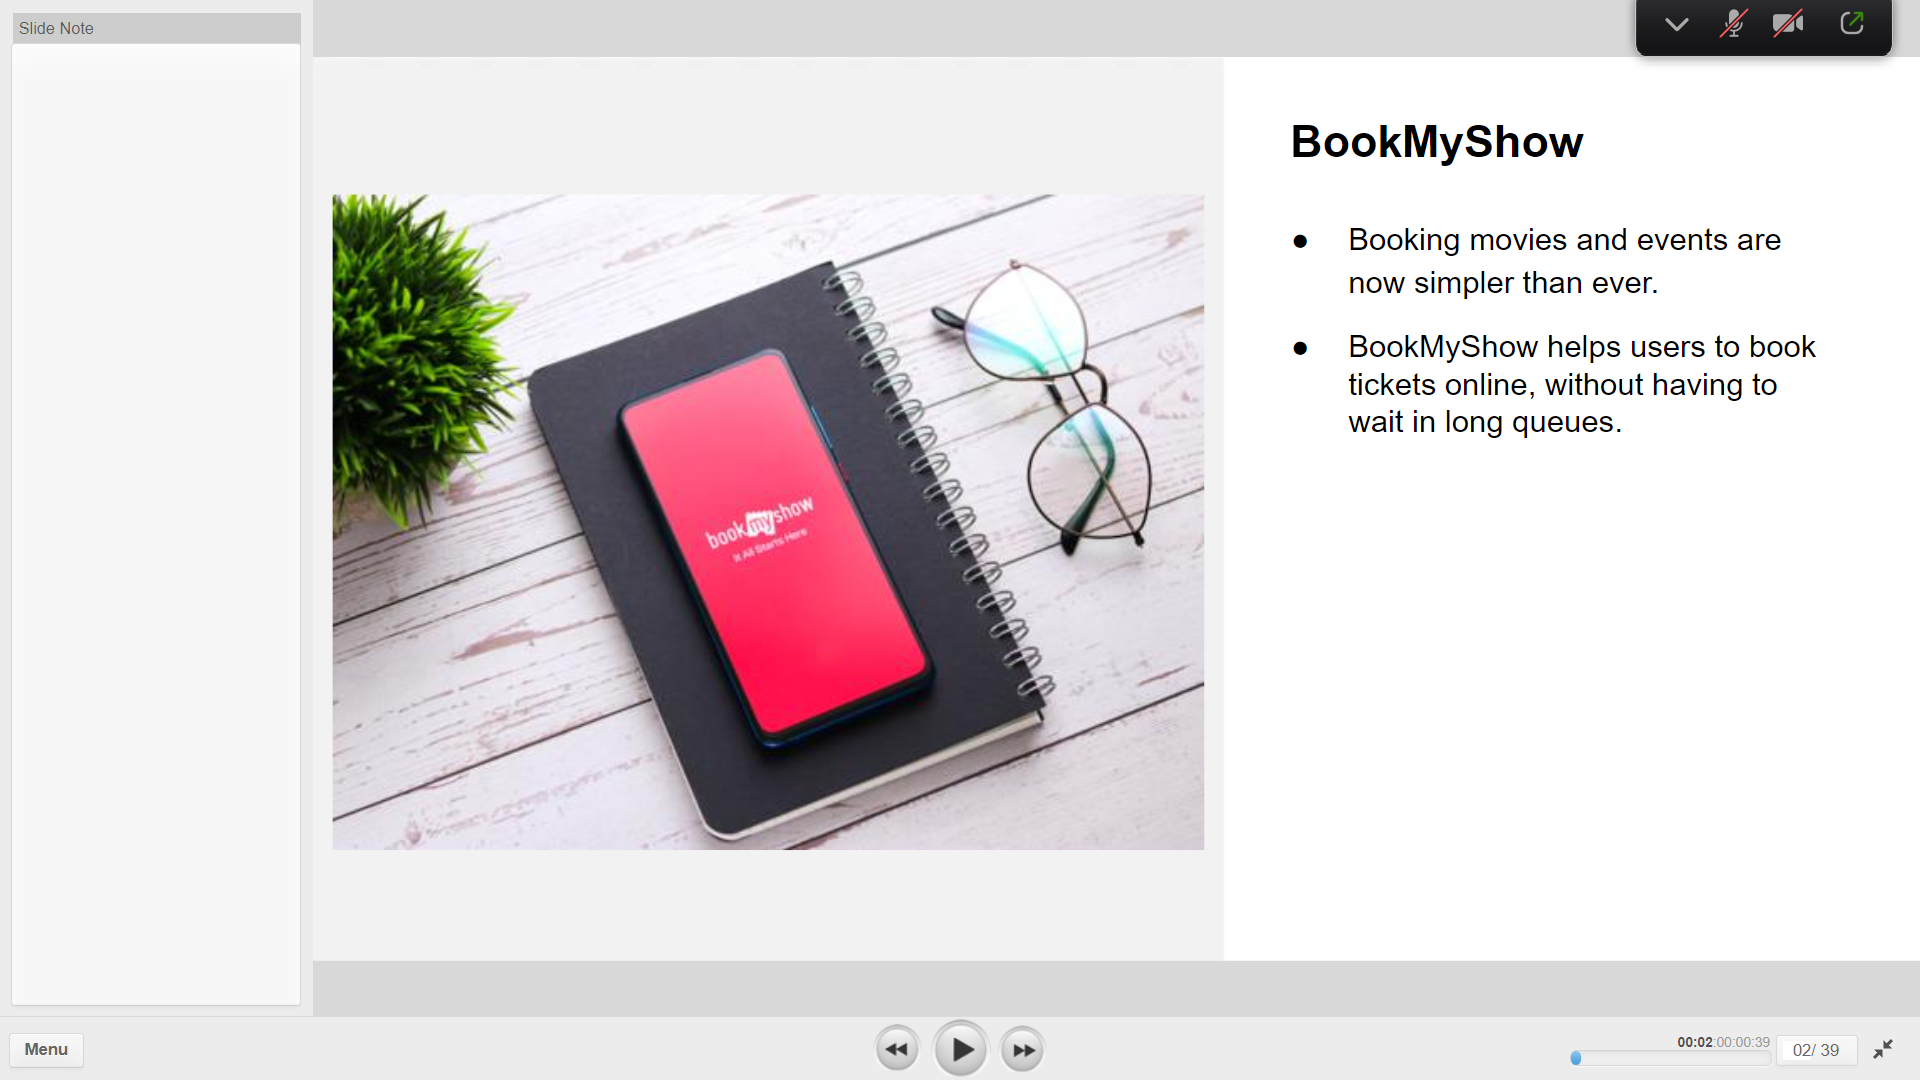 Slide Note
BookMyShow
● Booking movies and events are
now simpler than ever.
● BookMyShow helps users to book
tickets online, without having to
wait in long queues.
bookmyshow
It All Starts Here
Menu
00:02:00:00:39
02/ 39